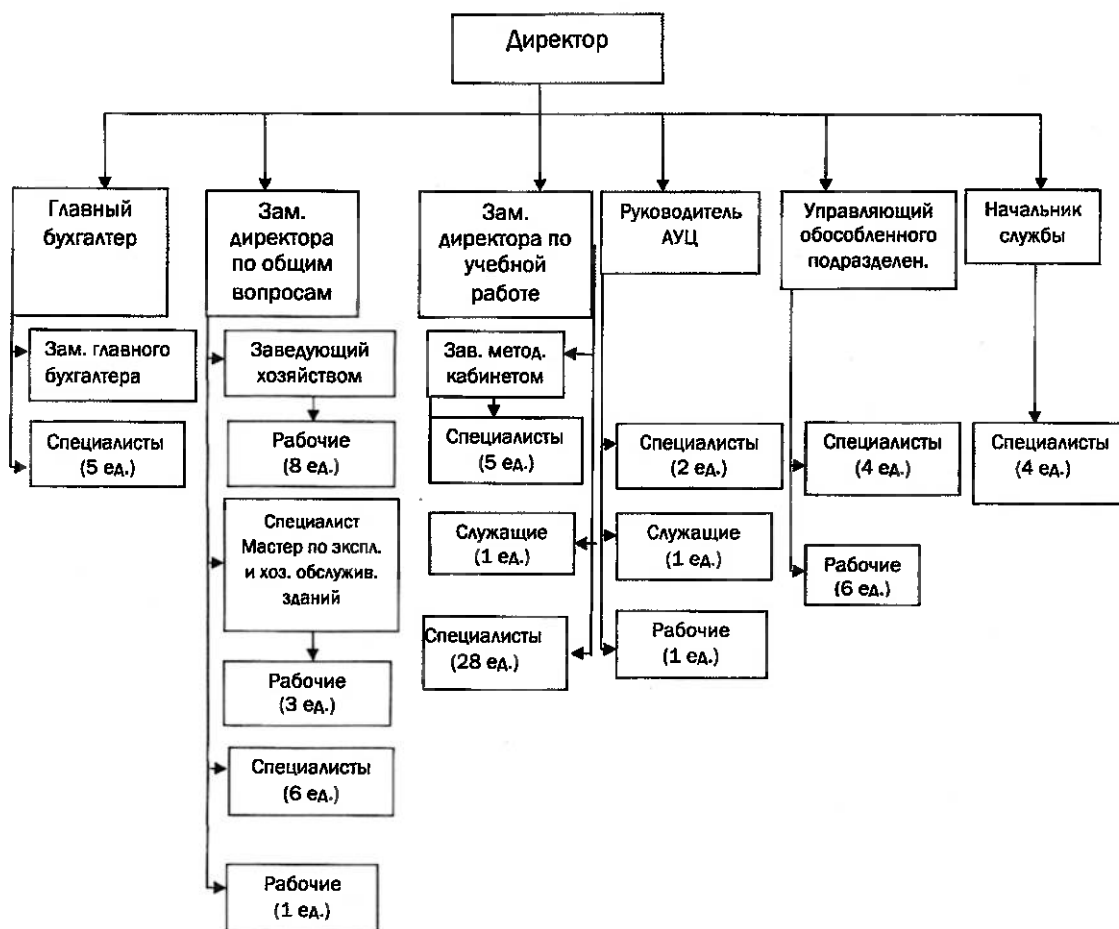 Директор
Главный
бухгалтер
Зам. главного
бухгалтера
Специалисты
(5 ед.)
Зам.
директора
по общим
вопросам
Заведующий
хозяйством
Рабочие
(8 ед.)
Специалист
Мастер по экспл.
и хоз. обслужив.
зданий
Рабочие
(3 ед.)
Специалисты
(6 ед.)
Рабочие
(1 ед.)
Зам.
директора по
учебной
работе
Зав. метод.
кабинетом
Специалисты
(5 ед.)
Служащие
(1 ед.)
Специалисты
(28 ед.)
Руководитель
АУЦ
Специалисты
(2 ед.)
Служащие
(1 ед.)
Рабочие
(1 ед.)
Управляющий
обособленного
подразделен.
Специалисты
(4 ед.)
Рабочие
(6 ед.)
Начальник
службы
Специалисты
(4 ед.)